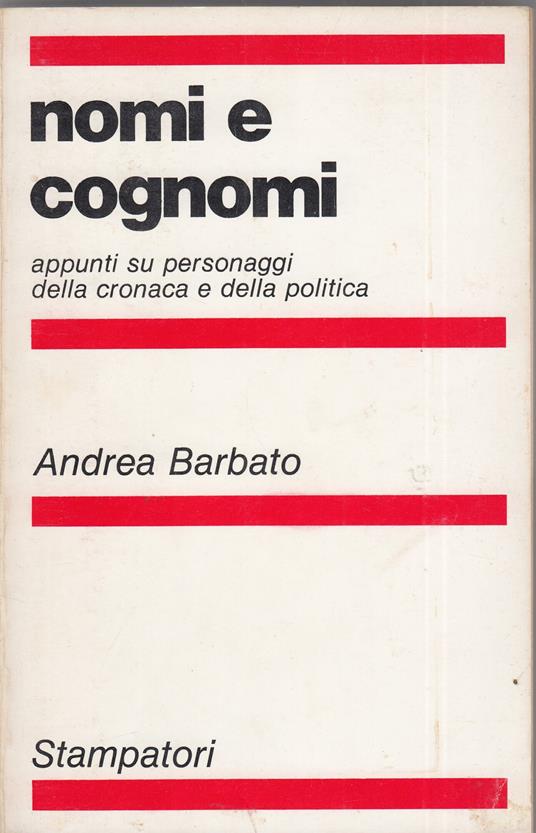 nomi e
cognomi
appunti su personaggi
della cronaca e della politica
Andrea Barbato
Stampatori